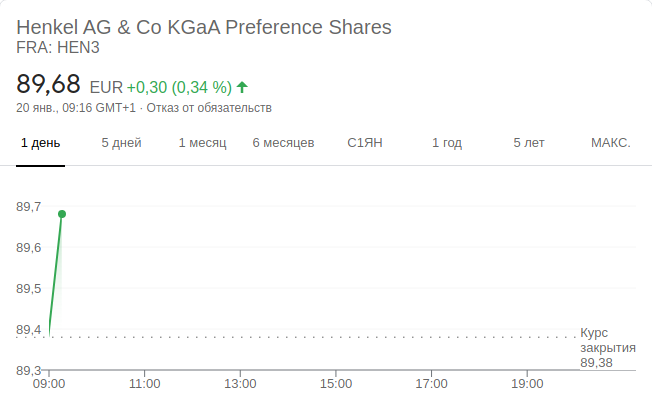 Henkel AG & Co KGaA Preference Shares
FRA: HEN3
89,68 EUR +0,30 (0,34 %)
20 янв., 09:16 GMT+1 · Отказ от обязательств
1 день 5 дней 1 месяц 6 месяцев С1ЯН 1 год 5 лет МАКС.
89,7
89,6
89,5
89,4
Курс
закрытия
89,38
89,3
09:00 11:00 13:00 15:00 17:00 19:00